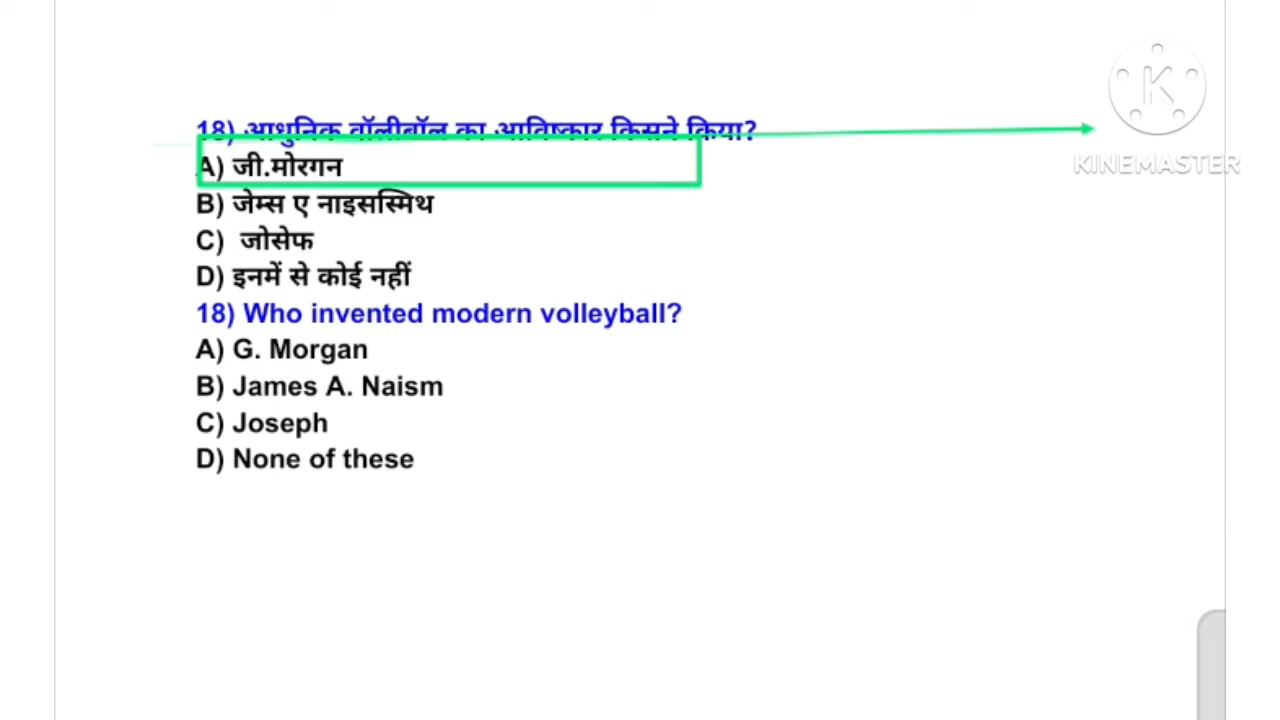 18) आधुनिक वॉलीबॉल का आविष्कार किसने किया?
A) जी.मोरगन
B) जेम्स ए नाइसस्मिथ
C) जोसेफ
D) इनमें से कोई नहीं
18) Who invented modern volleyball?
A) G. Morgan
B) James A. Naism
C) Joseph
D) None of these
K
KINEMASTER